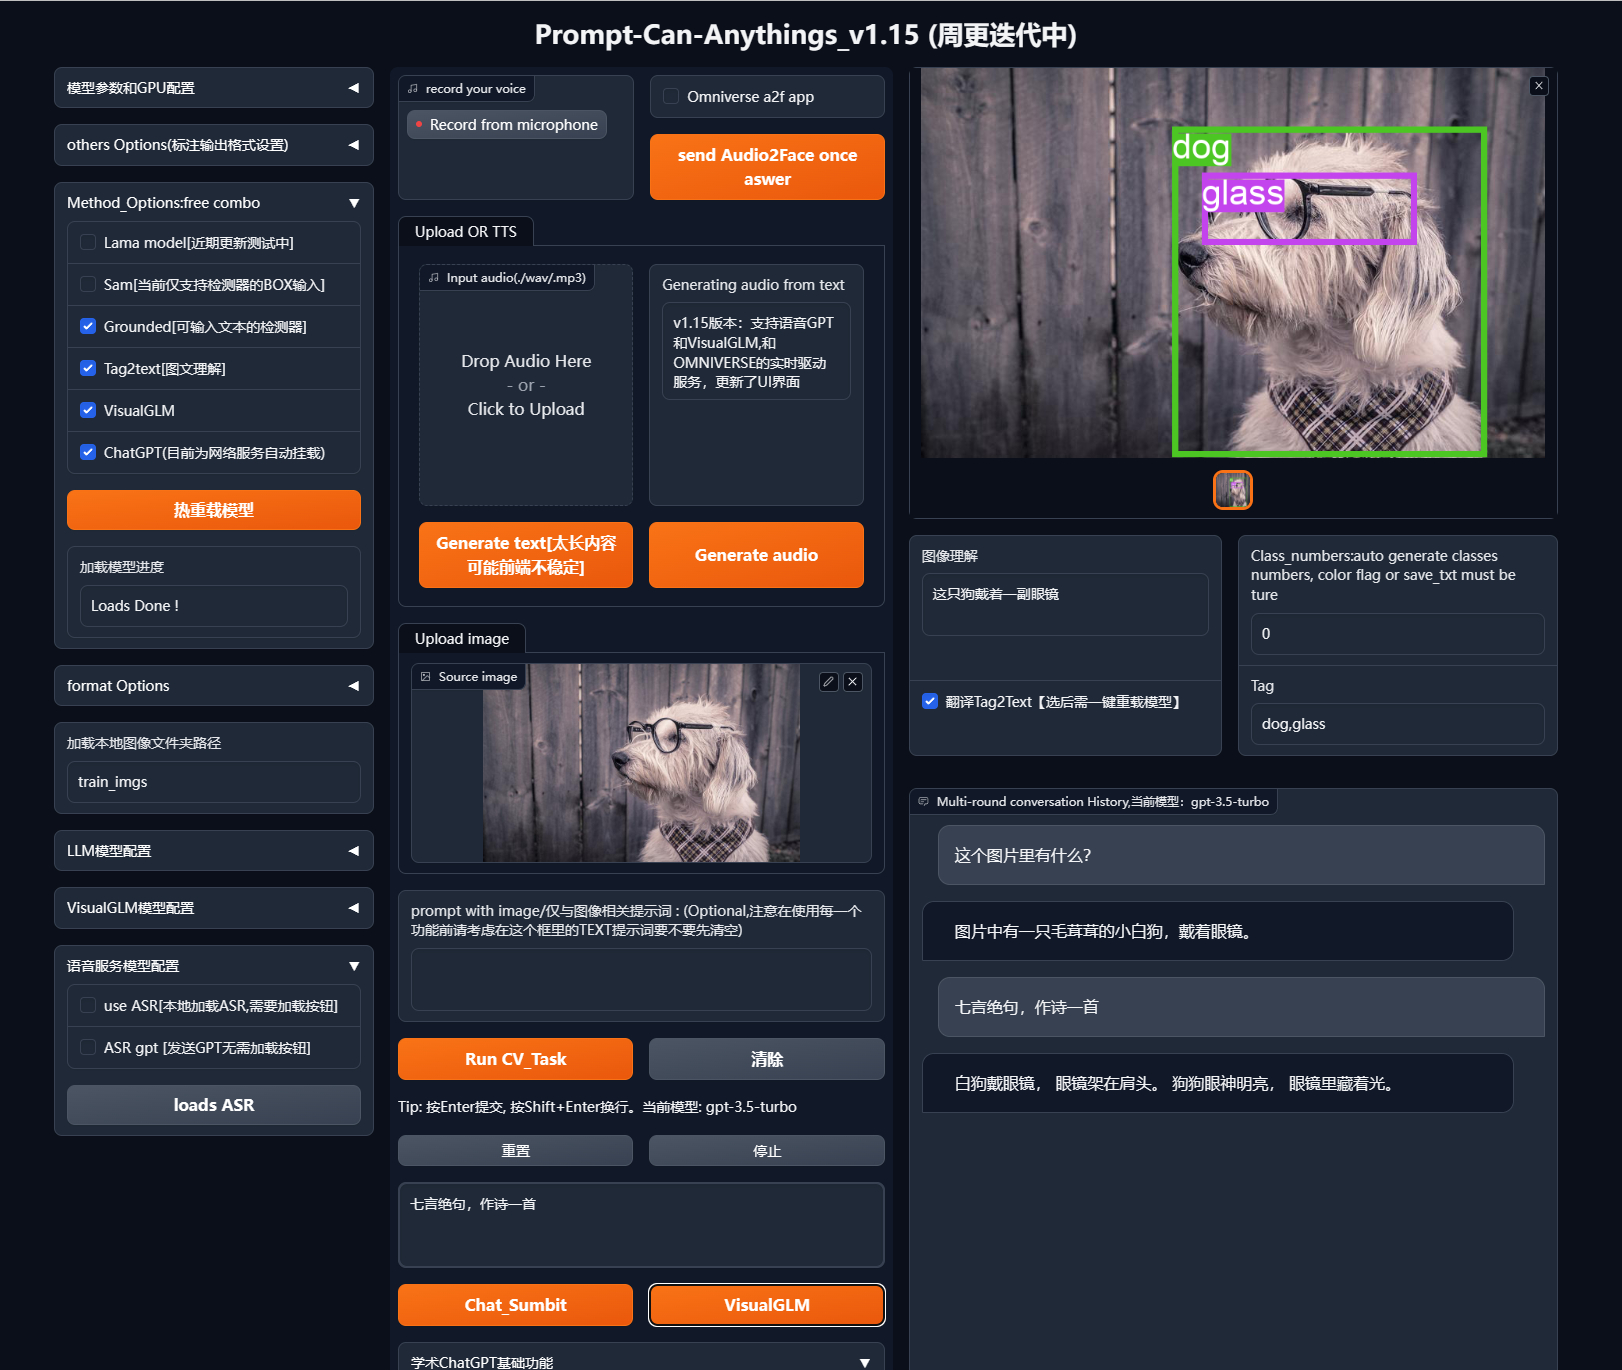 Prompt-Can-Anythings_v1.15 (周更迭代中)
模型参数和GPU配置
others Options(标注输出格式设置)
Method_Options:free combo
Lama model[近期更新测试中]
Sam[当前仅支持检测器的BOX输入]
Grounded[可输入文本的检测器]
Tag2text[图文理解]
VisualGLM
ChatGPT(目前为网络服务自动挂载)
热重载模型
加载模型进度
Loads Done !
format Options
加载本地图像文件夹路径
train_imgs
LLM模型配置
VisualGLM模型配置
语音服务模型配置
use ASR[本地加载ASR,需要加载按钮]
ASR gpt [发送GPT无需加载按钮]
loads ASR
record your voice
Record from microphone
Omniverse a2f app
send Audio2Face once
aswer
Upload OR TTS
Input audio(./wav/.mp3)
Drop Audio Here
- or -
Click to Upload
Generating audio from text
v1.15版本：支持语音GPT
和VisualGLM,和
OMNIVERSE的实时驱动
服务，更新了UI界面
Generate text[太长内容
可能前端不稳定]
Generate audio
Upload image
Source image
prompt with image/仅与图像相关提示词 : (Optional,注意在使用每一个
功能前请考虑在这个框里的TEXT提示词要不要先清空)
Run CV_Task
清除
Tip: 按Enter提交, 按Shift+Enter换行。当前模型: gpt-3.5-turbo
重置
停止
七言绝句，作诗一首
Chat_Sumbit
VisualGLM
学术ChatGPT基础功能
dog
glass
图像理解
这只狗戴着一副眼镜
翻译Tag2Text【选后需一键重载模型】
Class_numbers:auto generate classes
numbers, color flag or save_txt must be
ture
0
Tag
dog,glass
Multi-round conversation History,当前模型：gpt-3.5-turbo
这个图片里有什么?
图片中有一只毛茸茸的小白狗，戴着眼镜。
七言绝句，作诗一首
白狗戴眼镜， 眼镜架在肩头。 狗狗眼神明亮， 眼镜里藏着光。